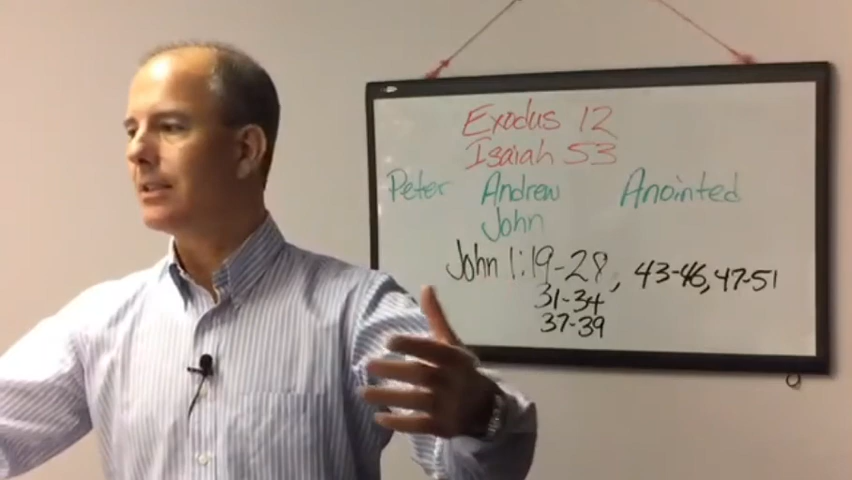 Exodus 12
Isaiah 53
Peter Andrew Anointed
John
John 1:19-28, 43-46, 47-51
31-34
37-39